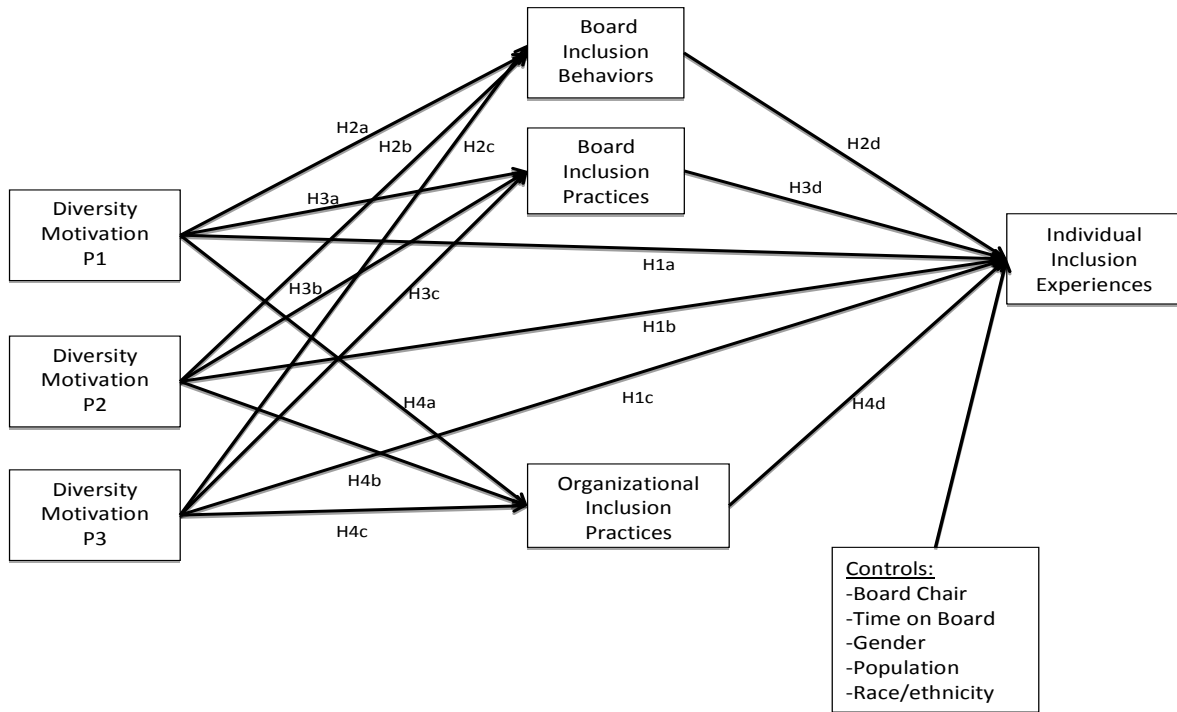 Board
Inclusion
Behaviors
H2a
H2b
H2c
H2d
Board
Inclusion
Practices
H3a
H3d
Diversity
Motivation
P1
Individual
Inclusion
Experiences
H1a
H3b
H3c
H1b
Diversity
Motivation
P2
H4a
H1c
H4d
Diversity
Motivation
P3
H4b
H4c
Organizational
Inclusion
Practices
Controls:
-Board Chair
-Time on Board
-Gender
-Population
-Race/ethnicity